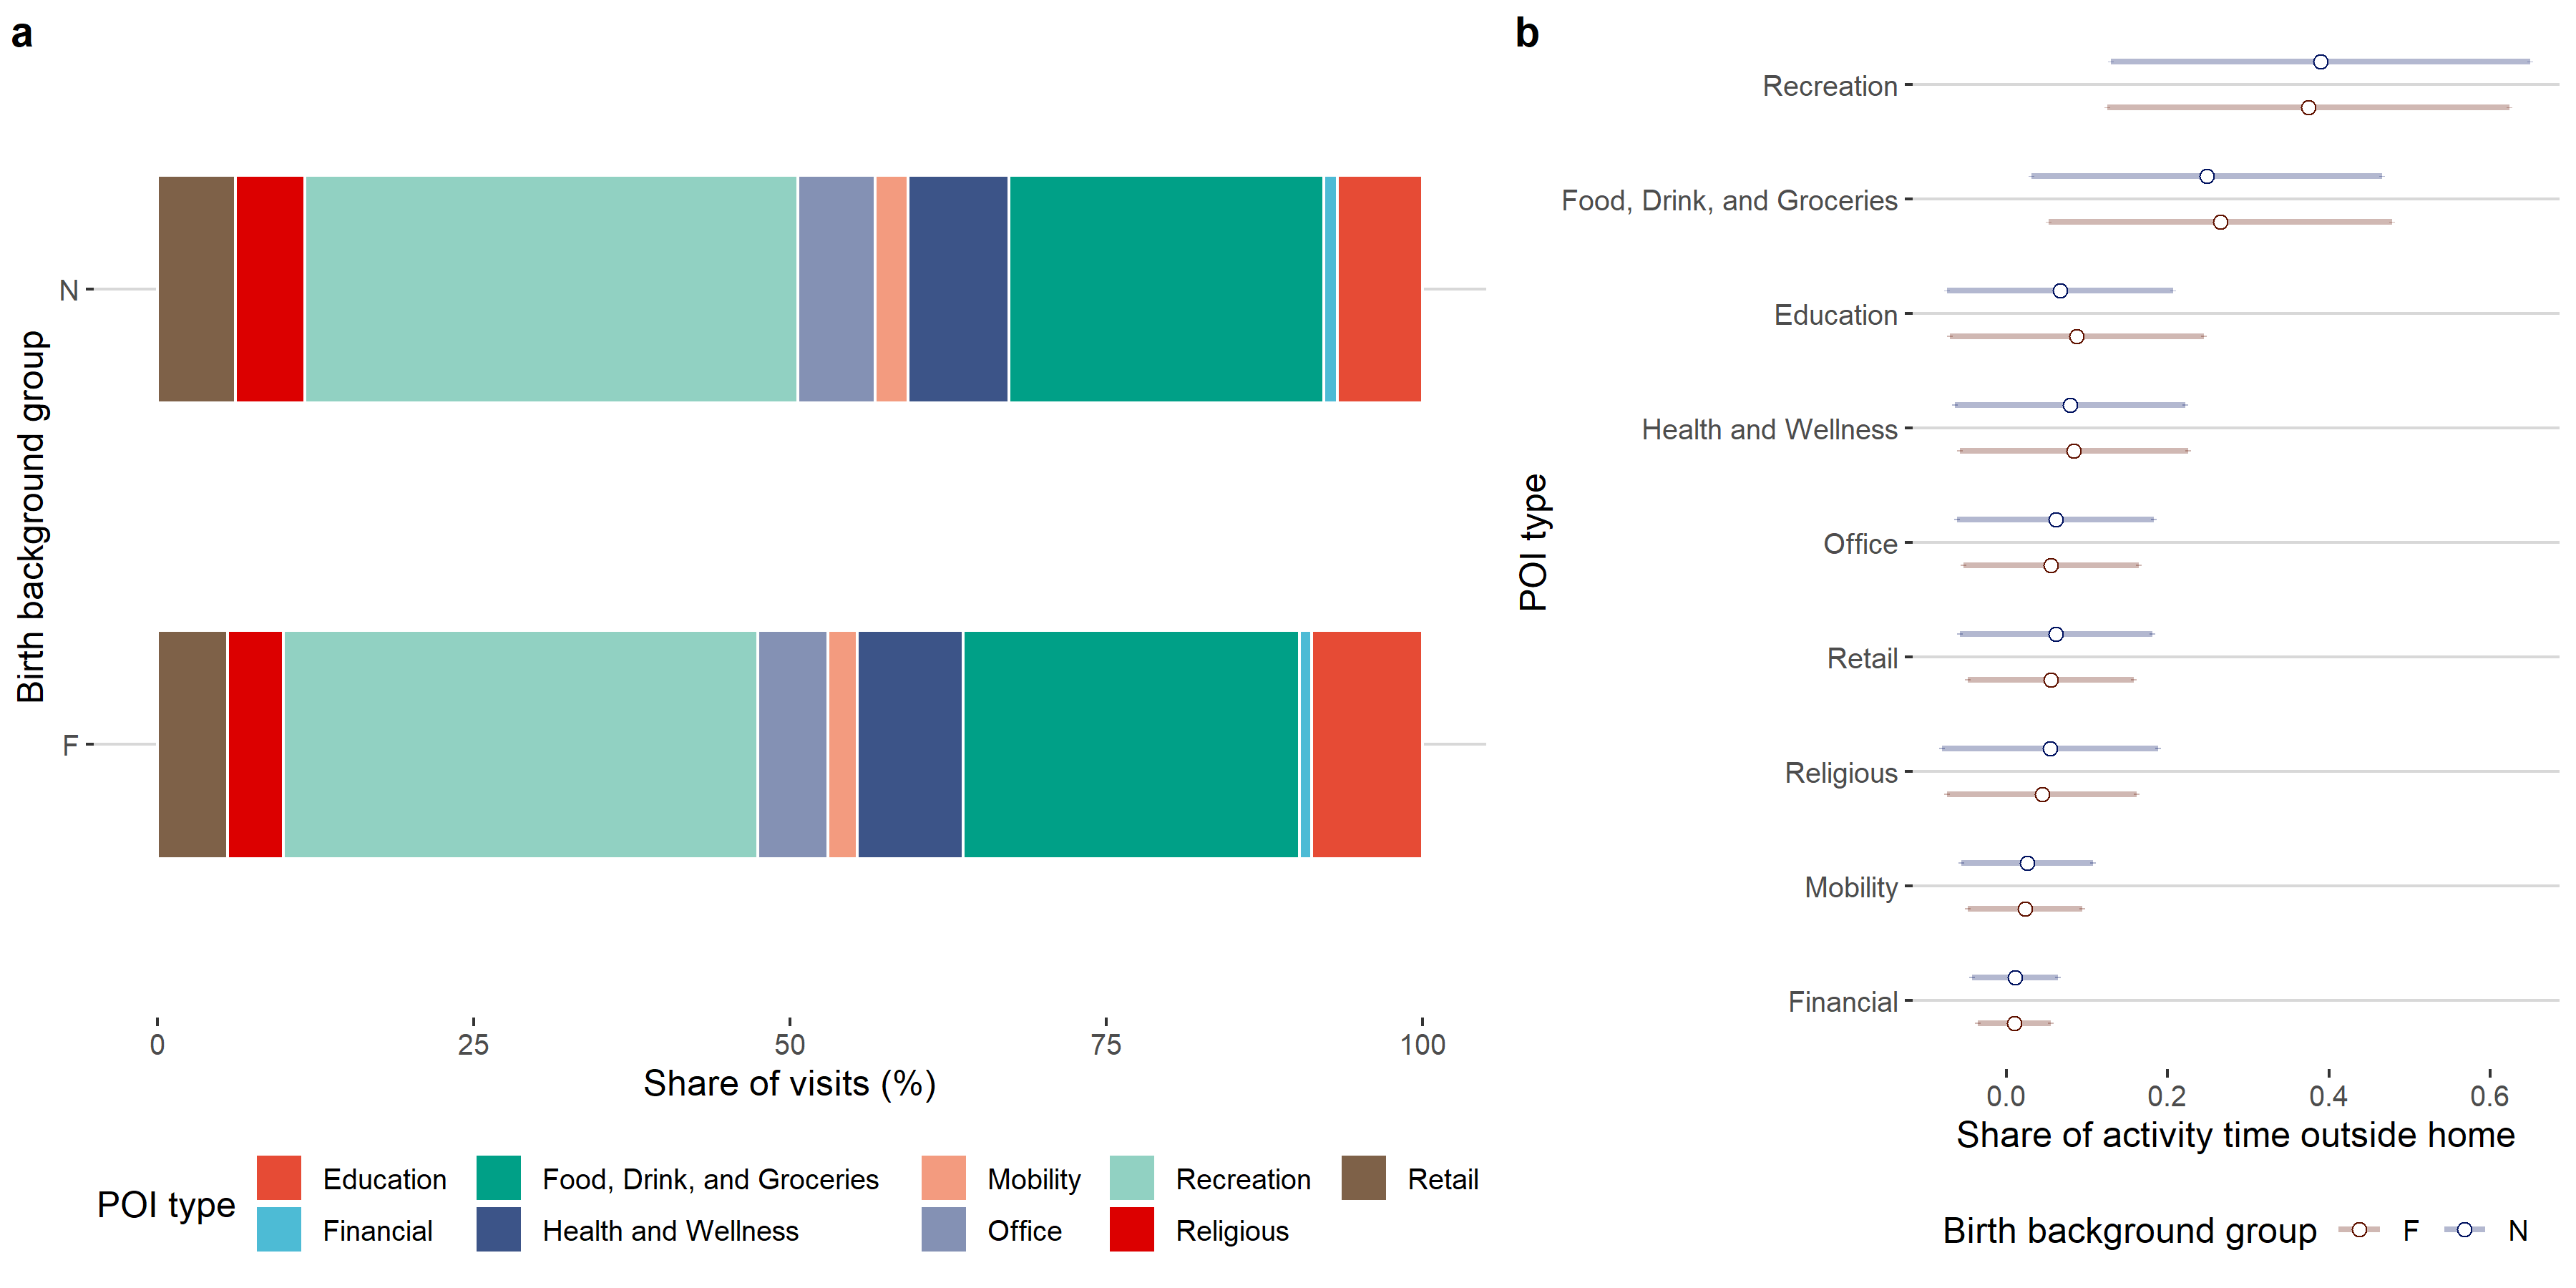 a
Birth background group
N
F
0 25 50 75 100
Share of visits (%)
POI type
Education Food, Drink, and Groceries Mobility Recreation Retail
Financial Health and Wellness Office Religious
b
POI type
Recreation
Food, Drink, and Groceries
Education
Health and Wellness
Office
Retail
Religious
Mobility
Financial
0.0 0.2 0.4 0.6
Share of activity time outside home
Birth background group F N